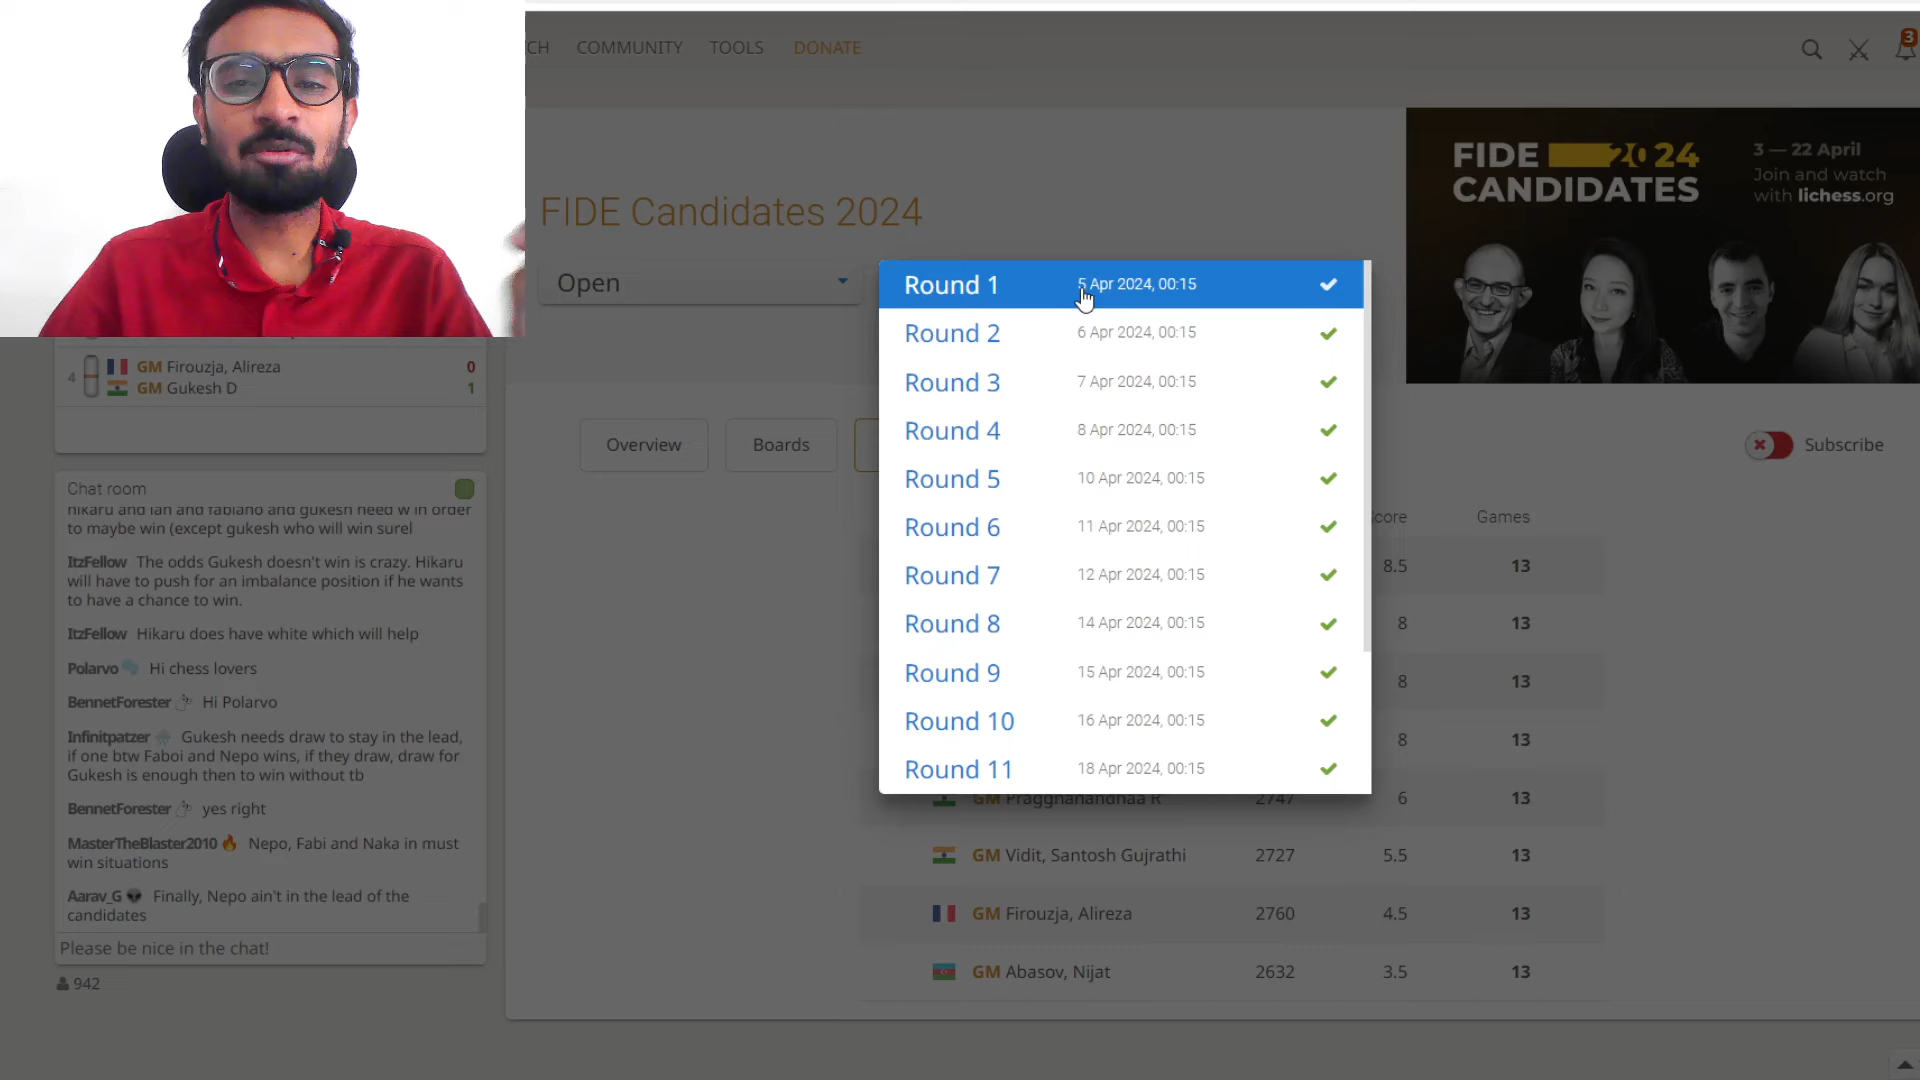 CH COMMUNITY TOOLS DONATE
3
FIDE 2024
CANDIDATES
3 — 22 April
Join and watch
with lichess.org
FIDE Candidates 2024
Open
Round 1 5 Apr 2024, 00:15
Round 2 6 Apr 2024, 00:15
Round 3 7 Apr 2024, 00:15
Round 4 8 Apr 2024, 00:15
Round 5 10 Apr 2024, 00:15
Round 6 11 Apr 2024, 00:15
Round 7 12 Apr 2024, 00:15
Round 8 14 Apr 2024, 00:15
Round 9 15 Apr 2024, 00:15
Round 10 16 Apr 2024, 00:15
Round 11 18 Apr 2024, 00:15
4
GM Firouzja, Alireza 0
GM Gukesh D 1
Overview Boards
Subscribe
core Games
8.5 13
8 13
8 13
8 13
GM Praggnanandhaa R 2747 6 13
GM Vidit, Santosh Gujrathi 2727 5.5 13
GM Firouzja, Alireza 2760 4.5 13
GM Abasov, Nijat 2632 3.5 13
Chat room
hikaru and ian and fabiano and gukesh need w in order
to maybe win (except gukesh who will win surel
ItzFellow The odds Gukesh doesn't win is crazy. Hikaru
will have to push for an imbalance position if he wants
to have a chance to win.
ItzFellow Hikaru does have white which will help
Polarvo Hi chess lovers
BennetForester Hi Polarvo
Infinitpatzer Gukesh needs draw to stay in the lead,
if one btw Faboi and Nepo wins, if they draw, draw for
Gukesh is enough then to win without tb
BennetForester yes right
MasterTheBlaster2010 Nepo, Fabi and Naka in must
win situations
Aarav_G Finally, Nepo ain't in the lead of the
candidates
Please be nice in the chat!
942